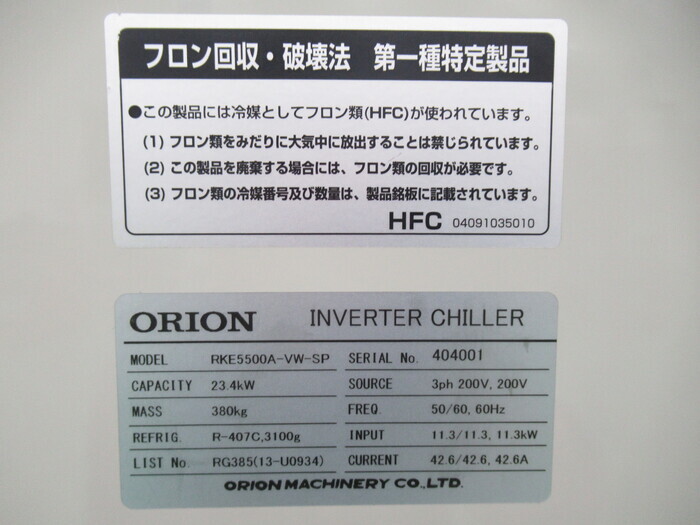 フロン回収・破壊法 第一種特定製品
●この製品には冷媒としてフロン類(HFC)が使われています。
(1) フロン類をみだりに大気中に放出することは禁じられています。
(2) この製品を廃棄する場合には、フロン類の回収が必要です。
(3) フロン類の冷媒番号及び数量は、製品銘板に記載されています。
HFC 04091035010
ORION INVERTER CHILLER
MODEL RKE5500A-VW-SP SERIAL No. 404001
CAPACITY 23.4kW SOURCE 3ph 200V, 200V
MASS 380kg FREQ. 50/60, 60Hz
REFRIG. R-407C,3100g INPUT 11.3/11.3, 11.3kW
LIST No. RG385(13-U0934) CURRENT 42.6/42.6, 42.6A
ORION MACHINERY CO.,LTD.